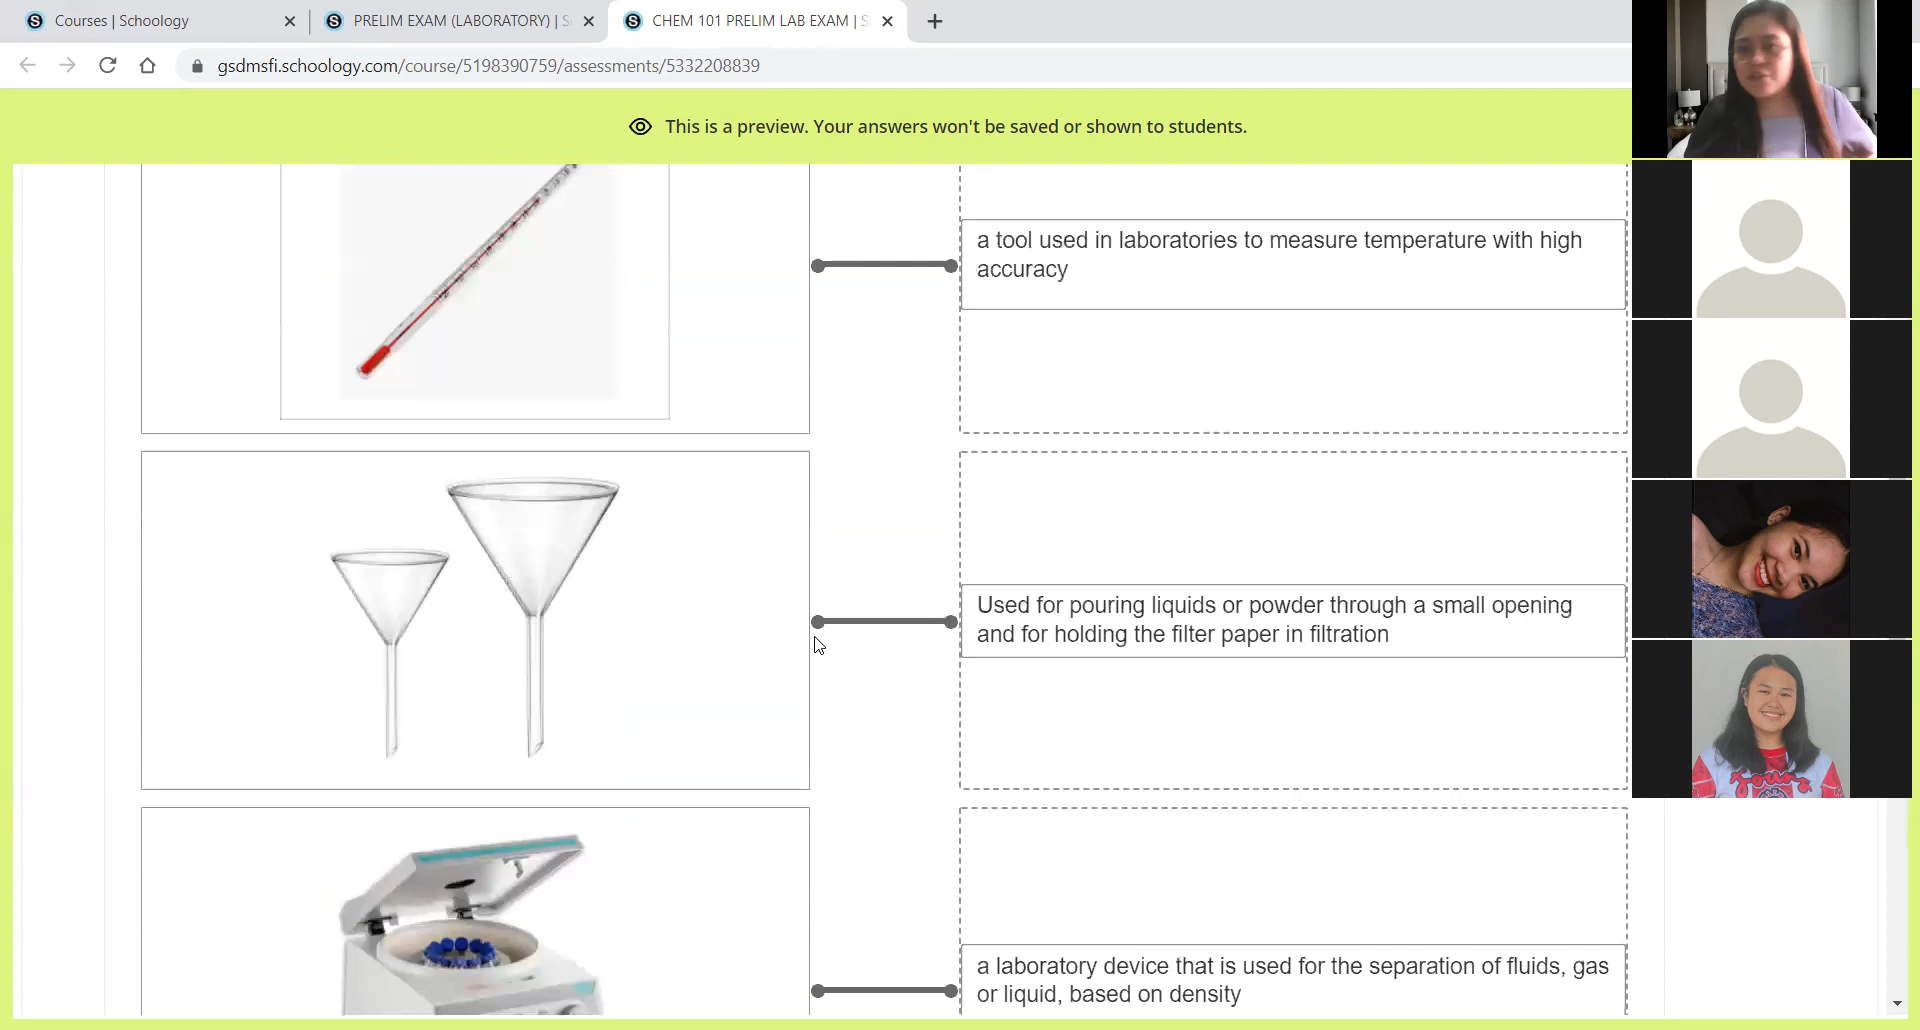 Courses | Schoology
PRELIM EXAM (LABORATORY) | S
CHEM 101 PRELIM LAB EXAM | S
gsdmsfi.schoology.com/course/5198390759/assessments/5332208839
This is a preview. Your answers won't be saved or shown to students.
a tool used in laboratories to measure temperature with high
accuracy
Used for pouring liquids or powder through a small opening
and for holding the filter paper in filtration
a laboratory device that is used for the separation of fluids, gas
or liquid, based on density